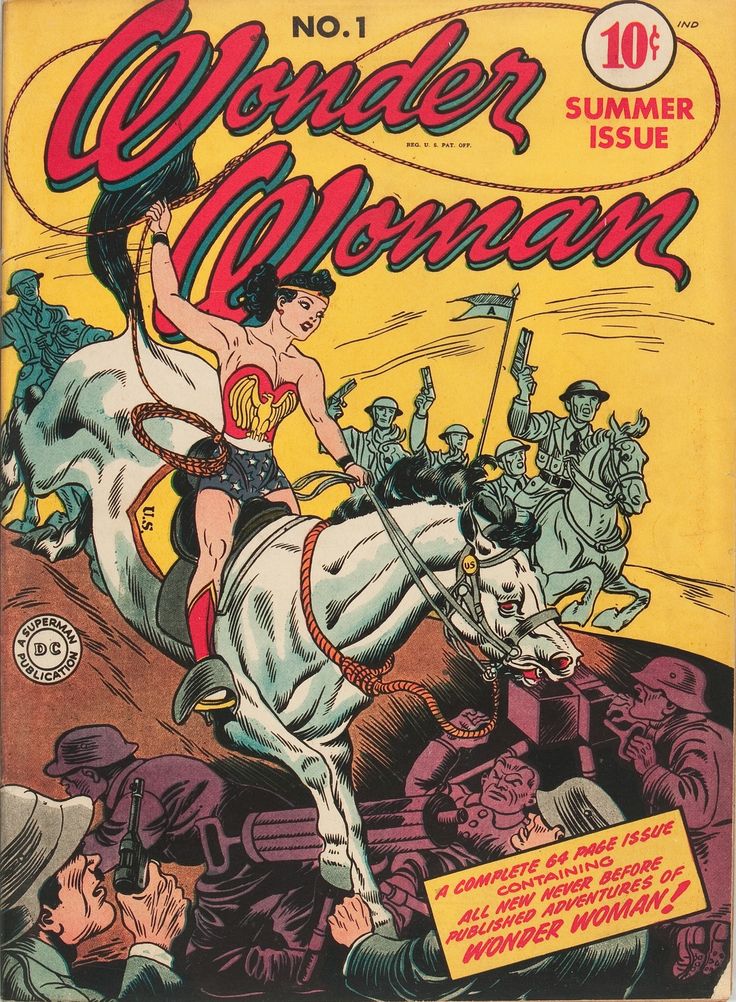 NO. 1
10¢
IND
Wonder
SUMMER
ISSUE
REG. U. S. PAT. OFF.
Woman
A
U.S.
US
A SUPERMAN
DC
PUBLICATION
A COMPLETE 64 PAGE ISSUE
CONTAINING
ALL NEW NEVER BEFORE
PUBLISHED ADVENTURES OF
WONDER WOMAN!